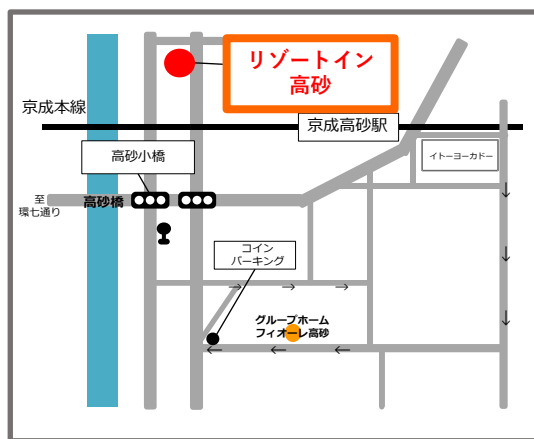 リゾートイン
高砂
京成本線
京成高砂駅
高砂小橋
イトーヨーカドー
至
環七通り
高砂橋
コイン
パーキング
グループホーム
フィオーレ高砂